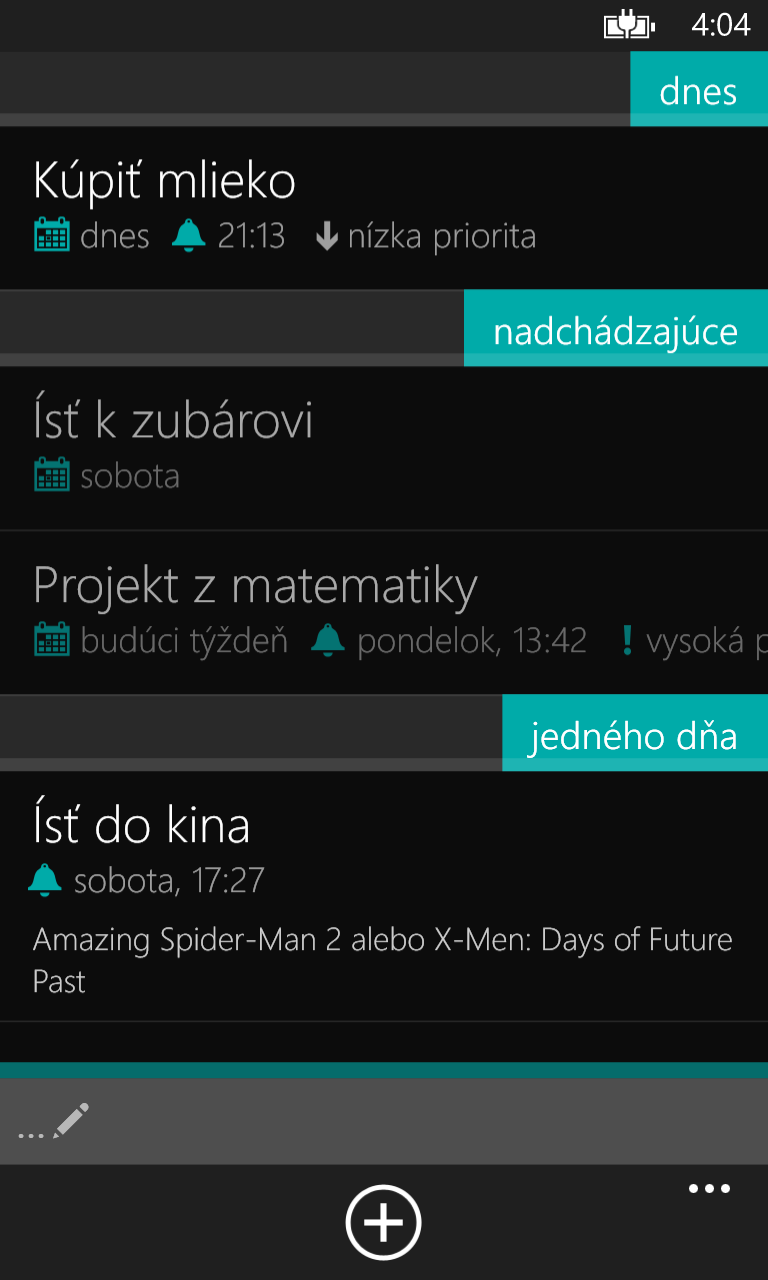 4:04
dnes
Kúpiť mlieko
dnes 21:13 nízka priorita
nadchádzajúce
Ísť k zubárovi
sobota
Projekt z matematiky
budúci týždeň pondelok, 13:42 ! vysoká p
jedného dňa
Ísť do kina
sobota, 17:27
Amazing Spider-Man 2 alebo X-Men: Days of Future
Past
...